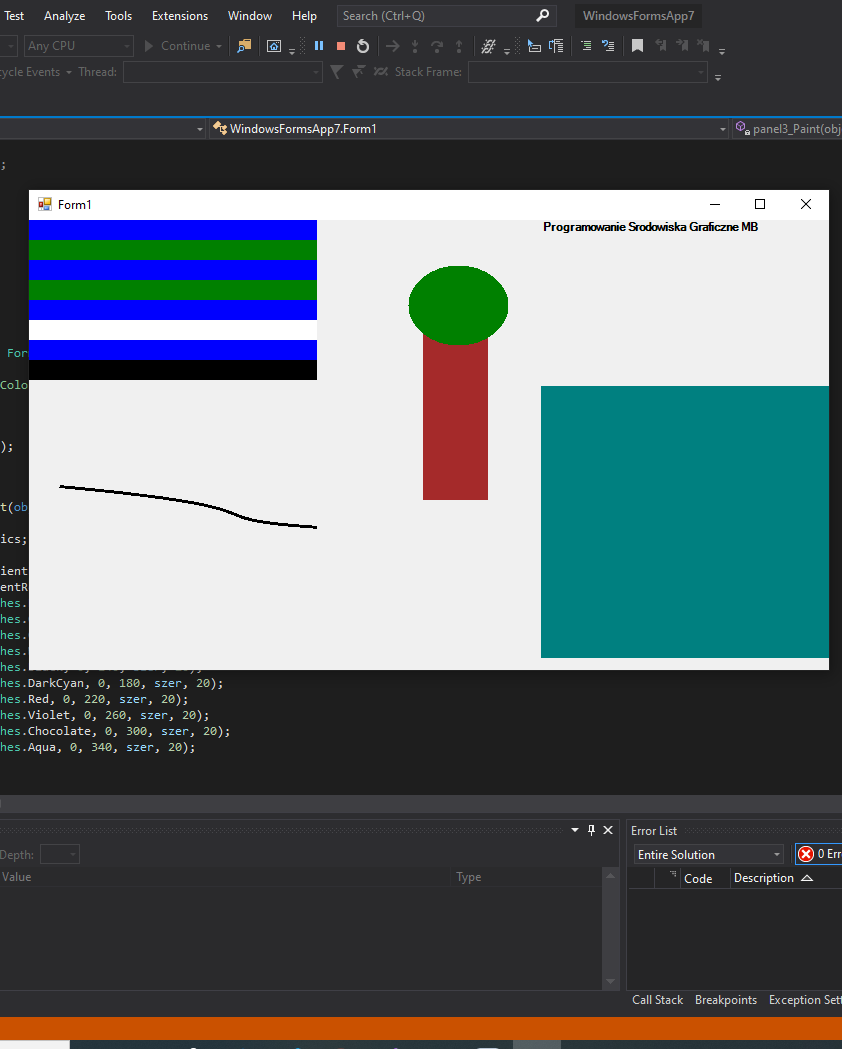 Test Analyze Tools Extensions Window Help Search (Ctrl+Q) WindowsFormsApp7
Any CPU Continue
cycle Events Thread: Stack Frame:
WindowsFormsApp7.Form1 panel3_Paint(obj
;
Form1
Programowanie Srodowiska Graficzne MB
For
Colo
);
t(ob
ics;
ient
entR
hes.
hes.
hes.
hes.
hes.
hes.DarkCyan, 0, 180, szer, 20);
hes.Red, 0, 220, szer, 20);
hes.Violet, 0, 260, szer, 20);
hes.Chocolate, 0, 300, szer, 20);
hes.Aqua, 0, 340, szer, 20);
Error List
Depth: Entire Solution 0 Err
Value Type Code Description
Call Stack Breakpoints Exception Sett